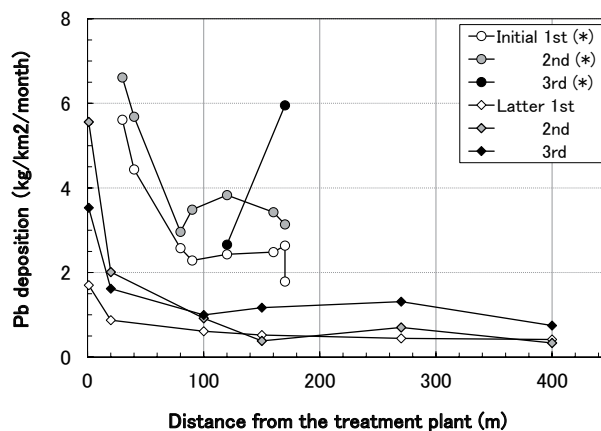 8
6
4
2
0
Pb deposition (kg/km2/month)
Initial 1st (*)
2nd (*)
3rd (*)
Latter 1st
2nd
3rd
0 100 200 300 400
Distance from the treatment plant (m)